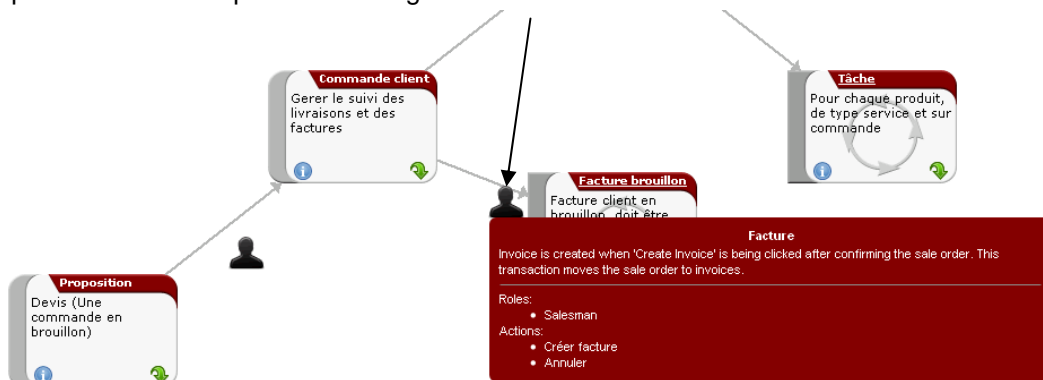 Commande client
Gerer le suivi des
livraisons et des
factures
Tâche
Pour chaque produit,
de type service et sur
commande
Facture brouillon
Facture client en
brouillon, doit être
Proposition
Devis (Une
commande en
brouillon)
Facture
Invoice is created when 'Create Invoice' is being clicked after confirming the sale order. This
transaction moves the sale order to invoices.
Roles:
Salesman
Actions:
Créer facture
Annuler